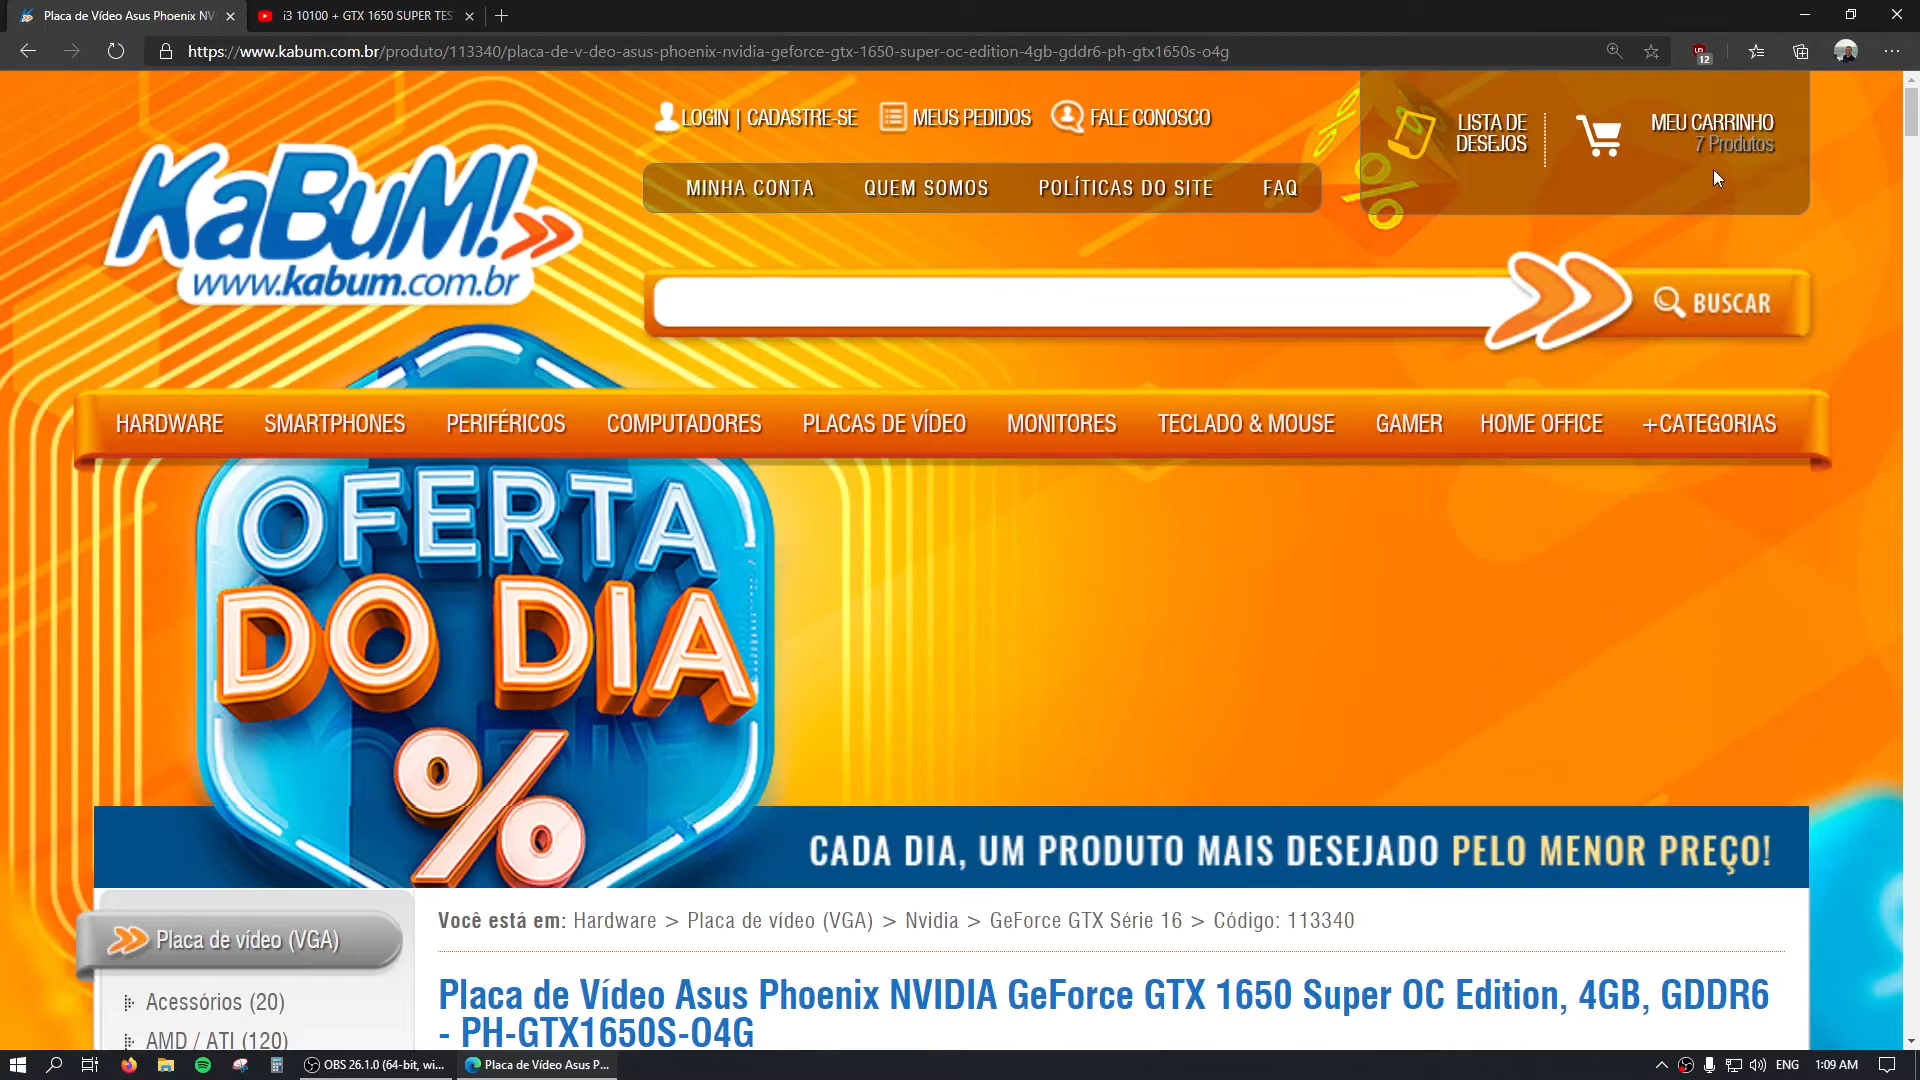 Placa de Vídeo Asus Phoenix NV
i3 10100 + GTX 1650 SUPER TES
https://www.kabum.com.br/produto/113340/placa-de-v-deo-asus-phoenix-nvidia-geforce-gtx-1650-super-oc-edition-4gb-gddr6-ph-gtx1650s-o4g
12
LOGIN | CADASTRE-SE
MEUS PEDIDOS
FALE CONOSCO
LISTA DE
DESEJOS
MEU CARRINHO
7 Produtos
MINHA CONTA
QUEM SOMOS
POLÍTICAS DO SITE
FAQ
KaBuM!
www.kabum.com.br
BUSCAR
HARDWARE
SMARTPHONES
PERIFÉRICOS
COMPUTADORES
PLACAS DE VÍDEO
MONITORES
TECLADO & MOUSE
GAMER
HOME OFFICE
+CATEGORIAS
OFERTA
DO DIA
%
CADA DIA, UM PRODUTO MAIS DESEJADO PELO MENOR PREÇO!
Placa de vídeo (VGA)
Acessórios (20)
AMD / ATI (120)
Você está em: Hardware > Placa de vídeo (VGA) > Nvidia > GeForce GTX Série 16 > Código: 113340
Placa de Vídeo Asus Phoenix NVIDIA GeForce GTX 1650 Super OC Edition, 4GB, GDDR6
- PH-GTX1650S-O4G
OBS 26.1.0 (64-bit, wi...
Placa de Vídeo Asus P...
ENG
1:09 AM